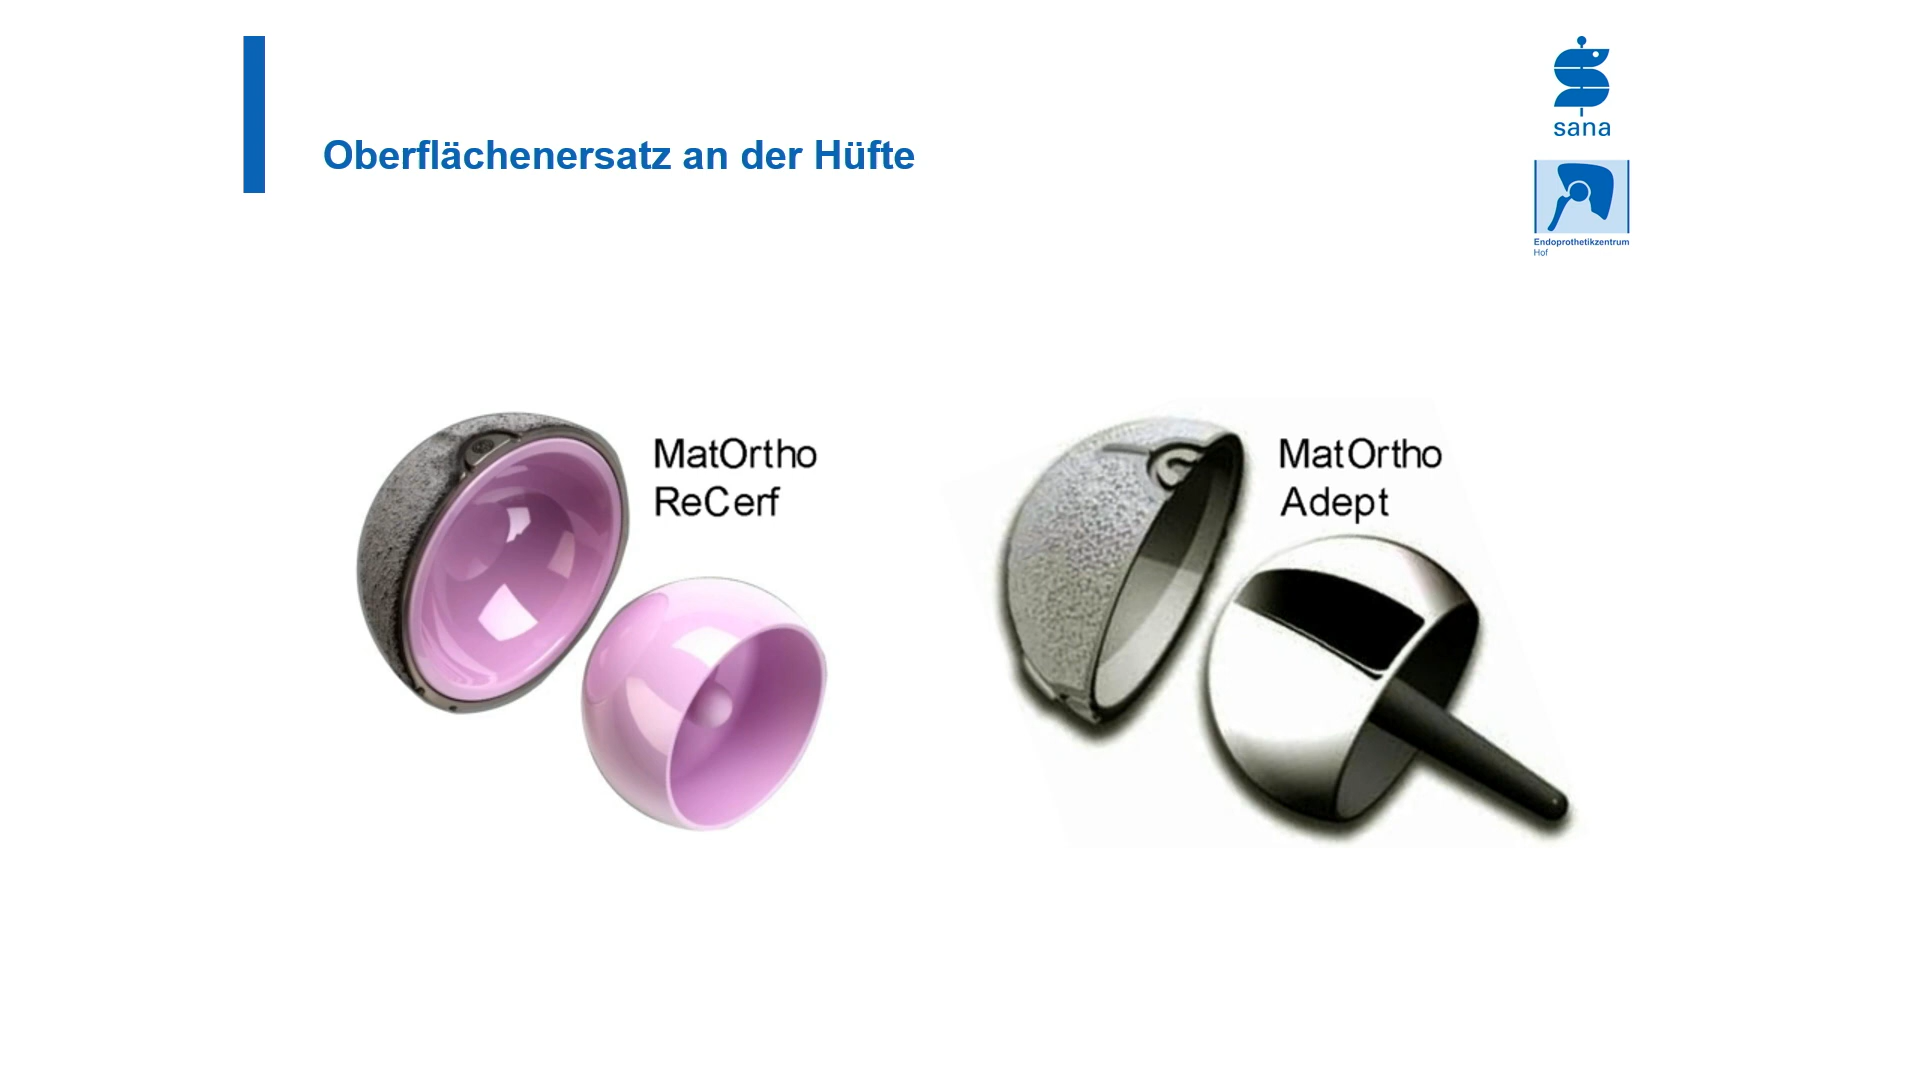 Oberflächenersatz an der Hüfte
sana
Endoprothetikzentrum
Hof
MatOrtho
ReCerf
MatOrtho
Adept